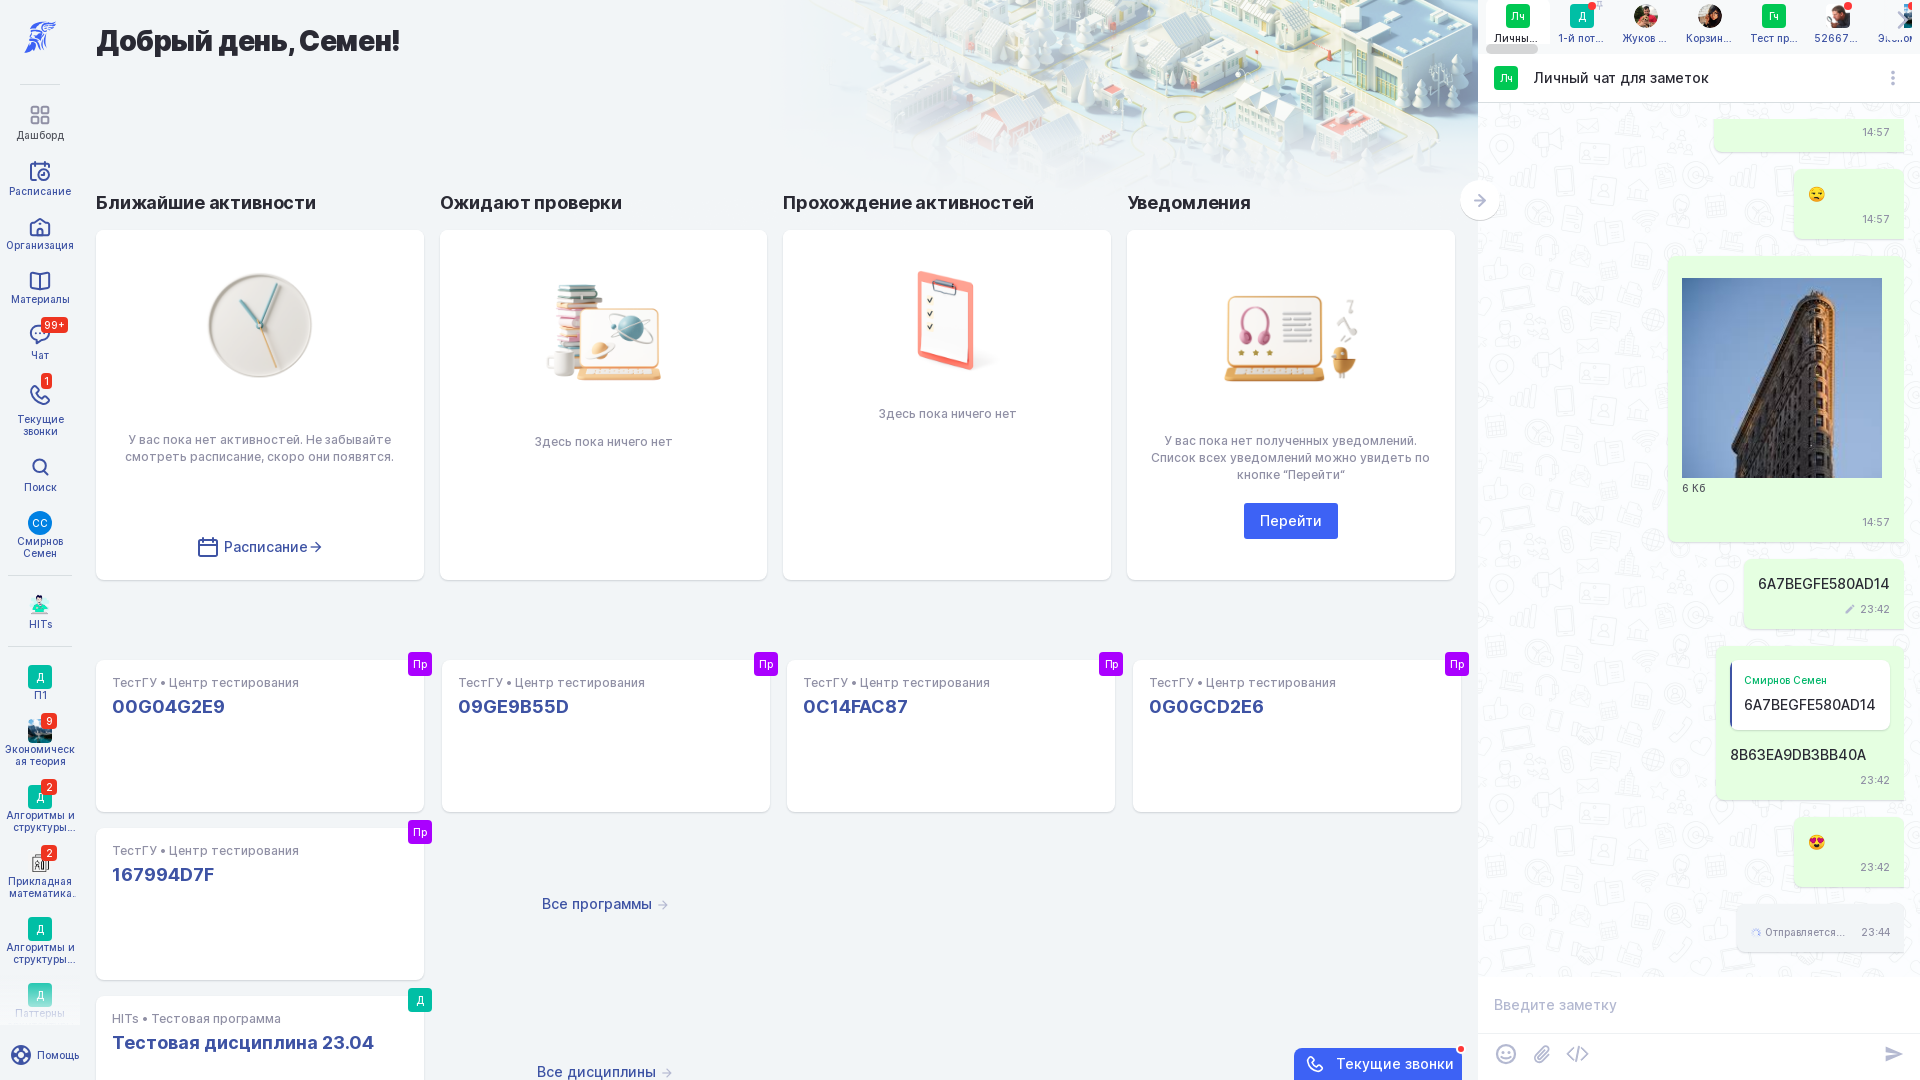 Дашборд
Расписание
Организация
Материалы
99+
Чат
1
Текущие
звонки
Поиск
СС
Смирнов
Семен
HITs
Д
П1
9
Экономическ
ая теория
2
Д
Алгоритмы и
структуры...
2
Прикладная
математика.
Д
Алгоритмы и
структуры...
Д
Паттерны
Помощь
Добрый день, Семен!
Ближайшие активности
У вас пока нет активностей. Не забывайте
смотреть расписание, скоро они появятся.
Расписание
Ожидают проверки
Здесь пока ничего нет
Прохождение активностей
Здесь пока ничего нет
Уведомления
У вас пока нет полученных уведомлений.
Список всех уведомлений можно увидеть по
кнопке “Перейти“
Перейти
Пр
ТестГУ • Центр тестирования
00G04G2E9
Пр
ТестГУ • Центр тестирования
09GE9B55D
Пр
ТестГУ • Центр тестирования
0C14FAC87
Пр
ТестГУ • Центр тестирования
0G0GCD2E6
Пр
ТестГУ • Центр тестирования
167994D7F
Все программы
Д
HITs • Тестовая программа
Тестовая дисциплина 23.04
Все дисциплины
Текущие звонки
Лч
Личны...
Д
1-й пот...
Жуков ...
Корзин...
Гч
Тест пр...
52667...
Лч
Личный чат для заметок
14:57
14:57
6 Кб
14:57
6A7BEGFE580AD14
23:42
Смирнов Семен
6A7BEGFE580AD14
8B63EA9DB3BB40A
23:42
23:42
Отправляется...
23:44
Введите заметку